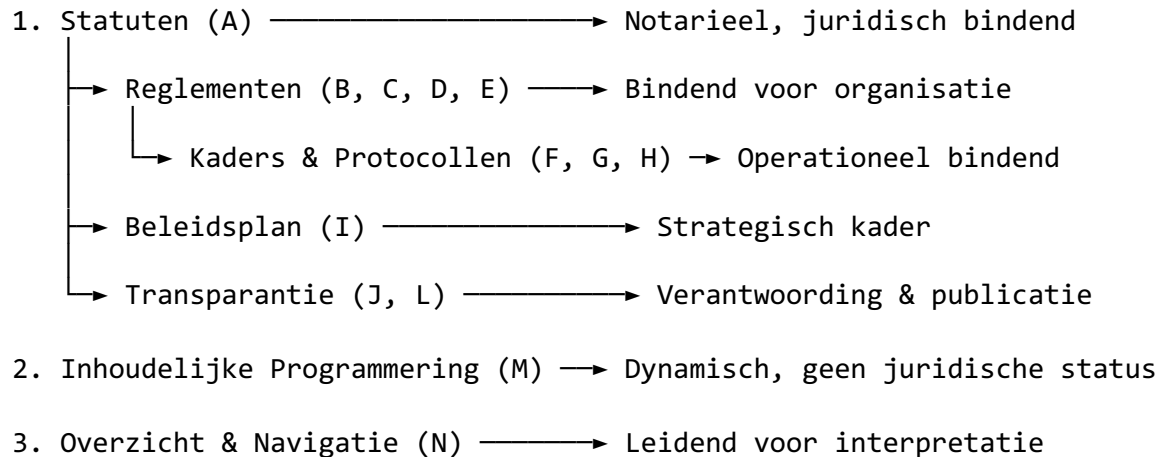 1. Statuten (A) ────────────────────► Notarieel, juridisch bindend
Reglementen (B, C, D, E) ────► Bindend voor organisatie
Kaders & Protocollen (F, G, H) ─► Operationeel bindend
Beleidsplan (I) ───────────────► Strategisch kader
Transparantie (J, L) ──────────► Verantwoording & publicatie
2. Inhoudelijke Programmering (M) ──► Dynamisch, geen juridische status
3. Overzicht & Navigatie (N) ───────► Leidend voor interpretatie